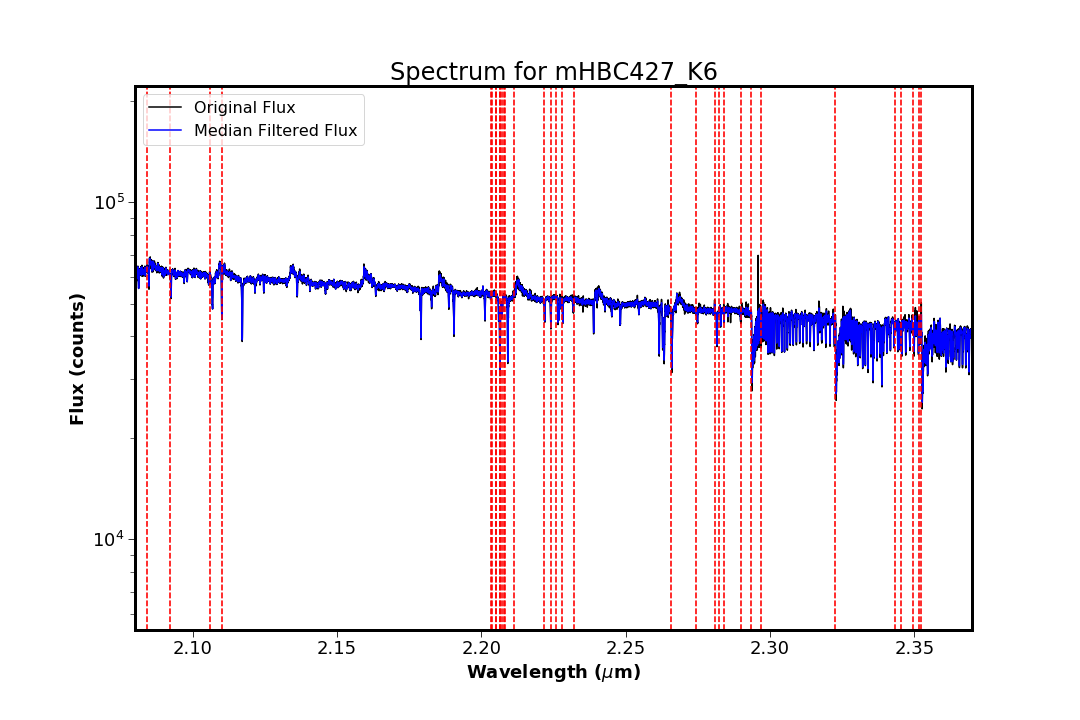 Spectrum for mHBC427_K6
Original Flux
Median Filtered Flux
10^5
10^4
Flux (counts)
2.10 2.15 2.20 2.25 2.30 2.35
Wavelength (μm)